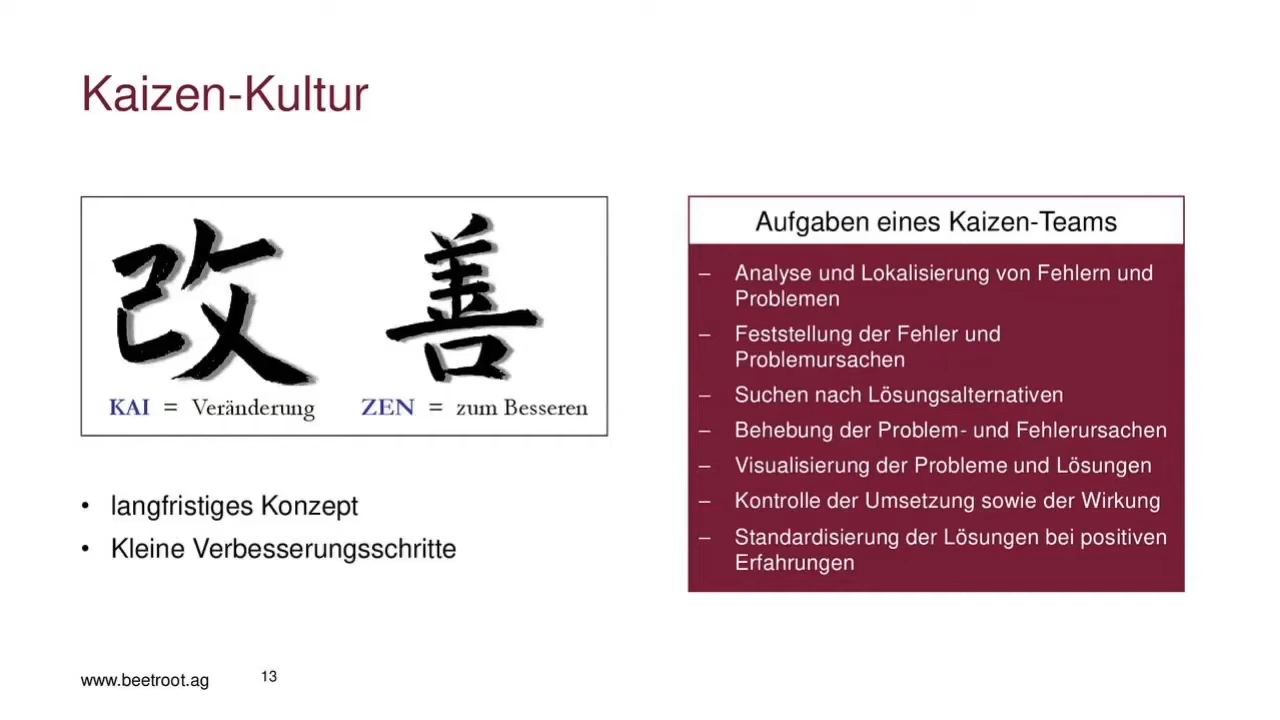 Kaizen-Kultur
改 善
KAI = Veränderung ZEN = zum Besseren
• langfristiges Konzept
• Kleine Verbesserungsschritte
Aufgaben eines Kaizen-Teams
– Analyse und Lokalisierung von Fehlern und
Problemen
– Feststellung der Fehler und
Problemursachen
– Suchen nach Lösungsalternativen
– Behebung der Problem- und Fehlerursachen
– Visualisierung der Probleme und Lösungen
– Kontrolle der Umsetzung sowie der Wirkung
– Standardisierung der Lösungen bei positiven
Erfahrungen
www.beetroot.ag 13